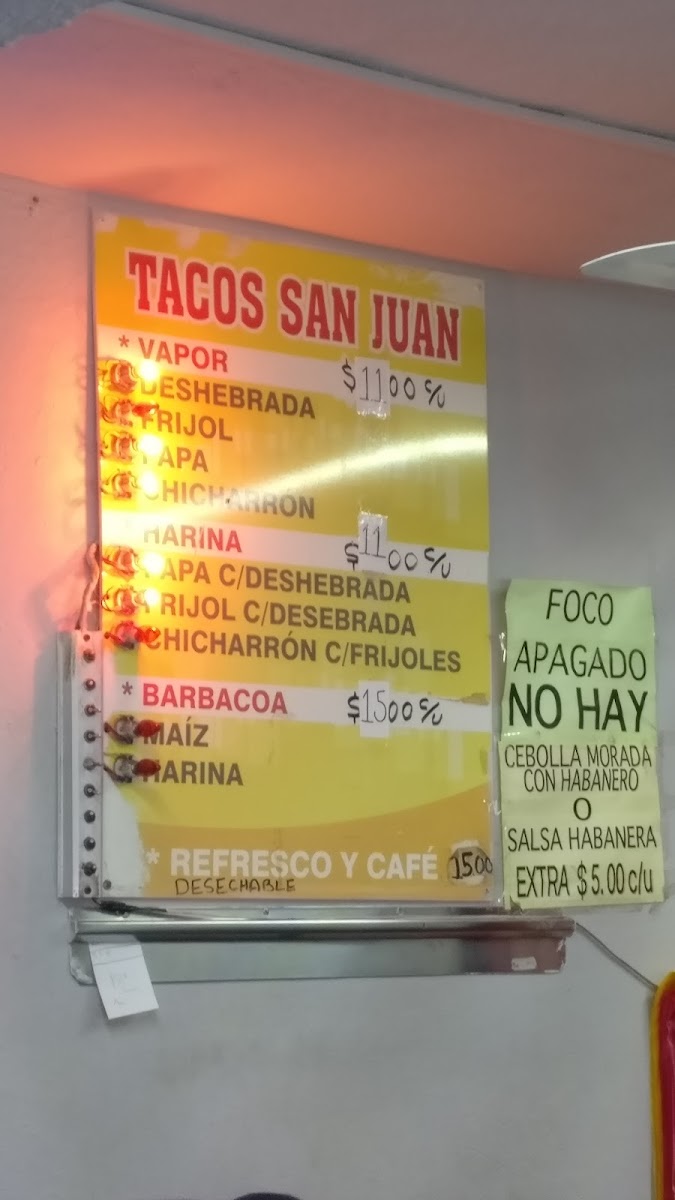 TACOS SAN JUAN
* VAPOR $11 00 c/u
DESHEBRADA
FRIJOL
PAPA
CHICHARRÓN
HARINA $11 00 c/u
PAPA C/DESHEBRADA
FRIJOL C/DESEBRADA
CHICHARRÓN C/FRIJOLES
* BARBACOA $15 00 c/u
MAÍZ
HARINA
* REFRESCO Y CAFÉ 15.00
DESECHABLE
FOCO
APAGADO
NO HAY
CEBOLLA MORADA
CON HABANERO
O
SALSA HABANERA
EXTRA $5.00 c/u